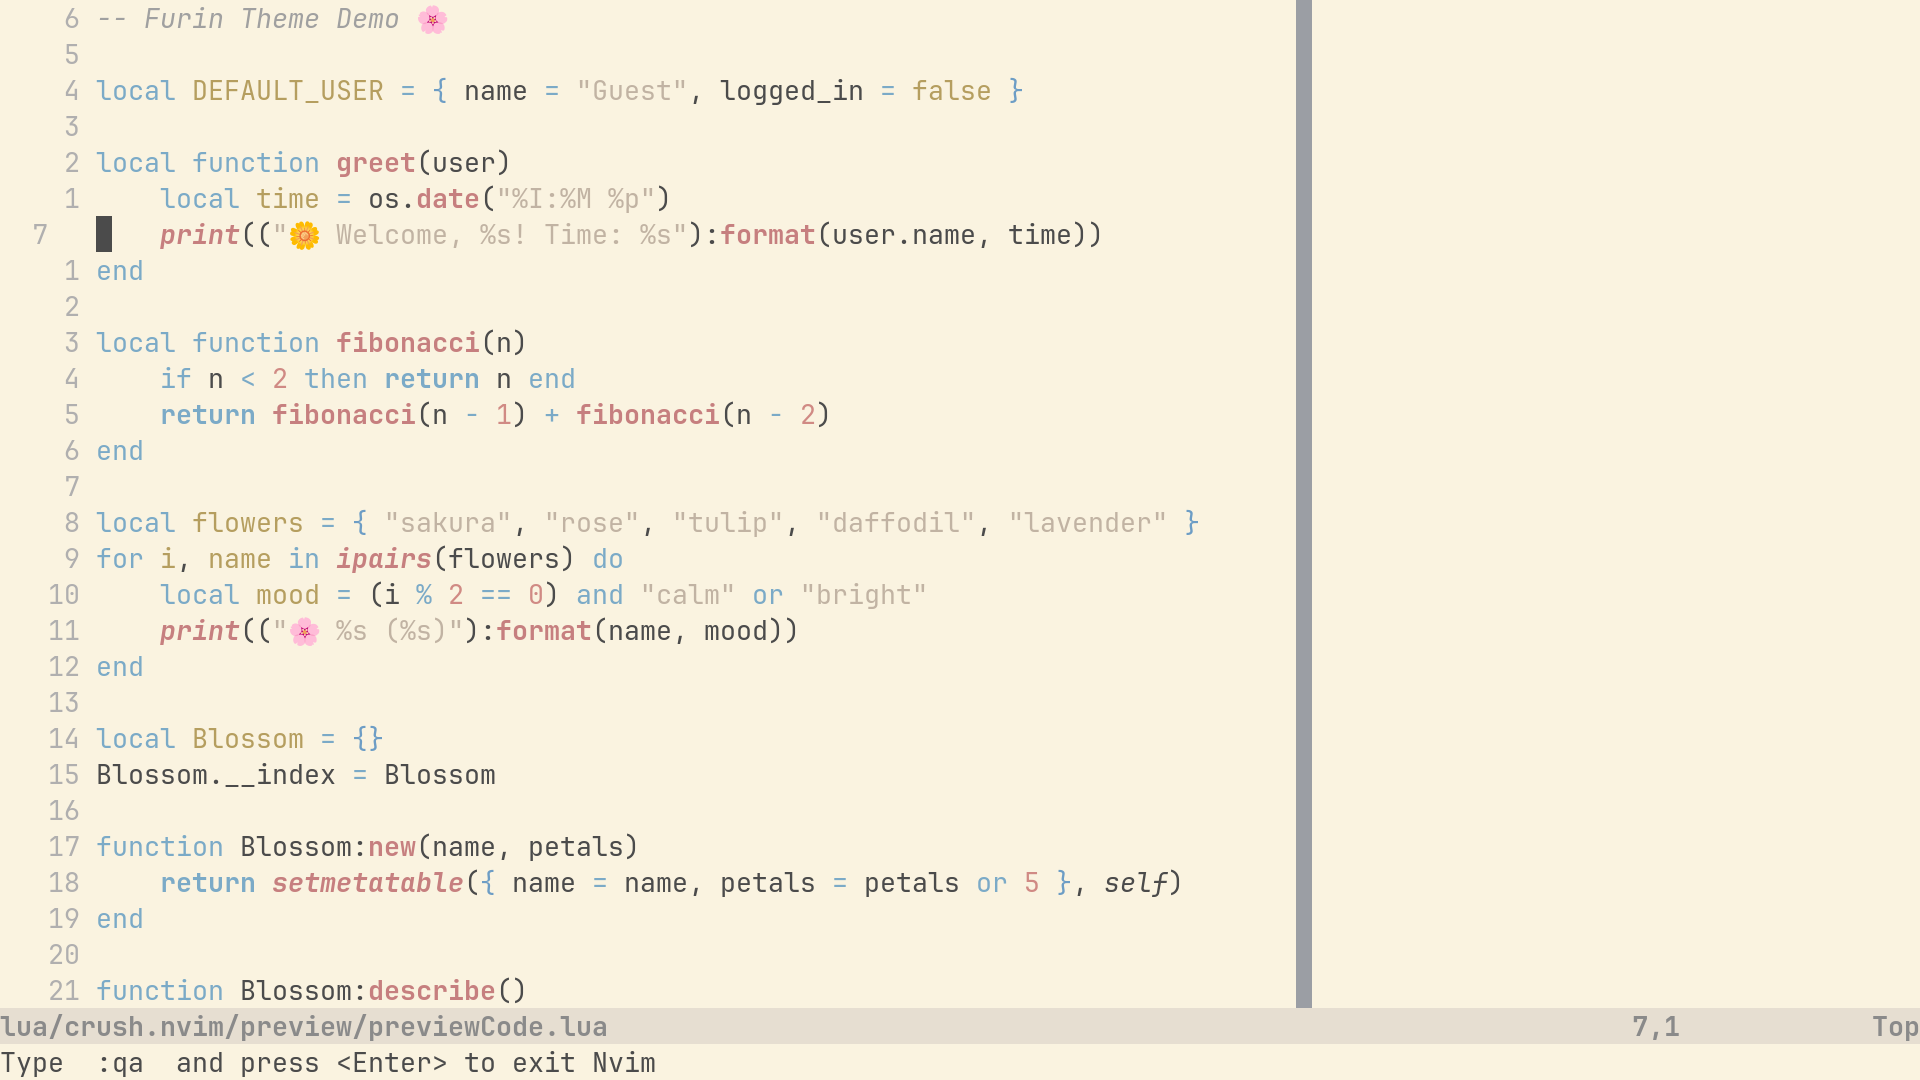 6 -- Furin Theme Demo 🌸
5
4 local DEFAULT_USER = { name = "Guest", logged_in = false }
3
2 local function greet(user)
1     local time = os.date("%I:%M %p")
7     print(("🌼 Welcome, %s! Time: %s"):format(user.name, time))
1 end
2
3 local function fibonacci(n)
4     if n < 2 then return n end
5     return fibonacci(n - 1) + fibonacci(n - 2)
6 end
7
8 local flowers = { "sakura", "rose", "tulip", "daffodil", "lavender" }
9 for i, name in ipairs(flowers) do
10     local mood = (i % 2 == 0) and "calm" or "bright"
11     print(("🌸 %s (%s)"):format(name, mood))
12 end
13
14 local Blossom = {}
15 Blossom.__index = Blossom
16
17 function Blossom:new(name, petals)
18     return setmetatable({ name = name, petals = petals or 5 }, self)
19 end
20
21 function Blossom:describe()
lua/crush.nvim/preview/previewCode.lua 7,1 Top
Type  :qa  and press <Enter> to exit Nvim